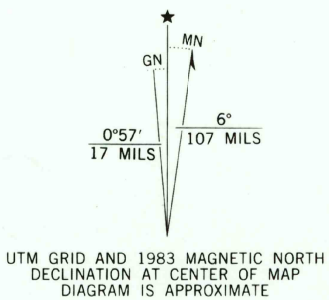 ★
MN
GN
0°57'
17 MILS
6°
107 MILS
UTM GRID AND 1983 MAGNETIC NORTH
DECLINATION AT CENTER OF MAP
DIAGRAM IS APPROXIMATE